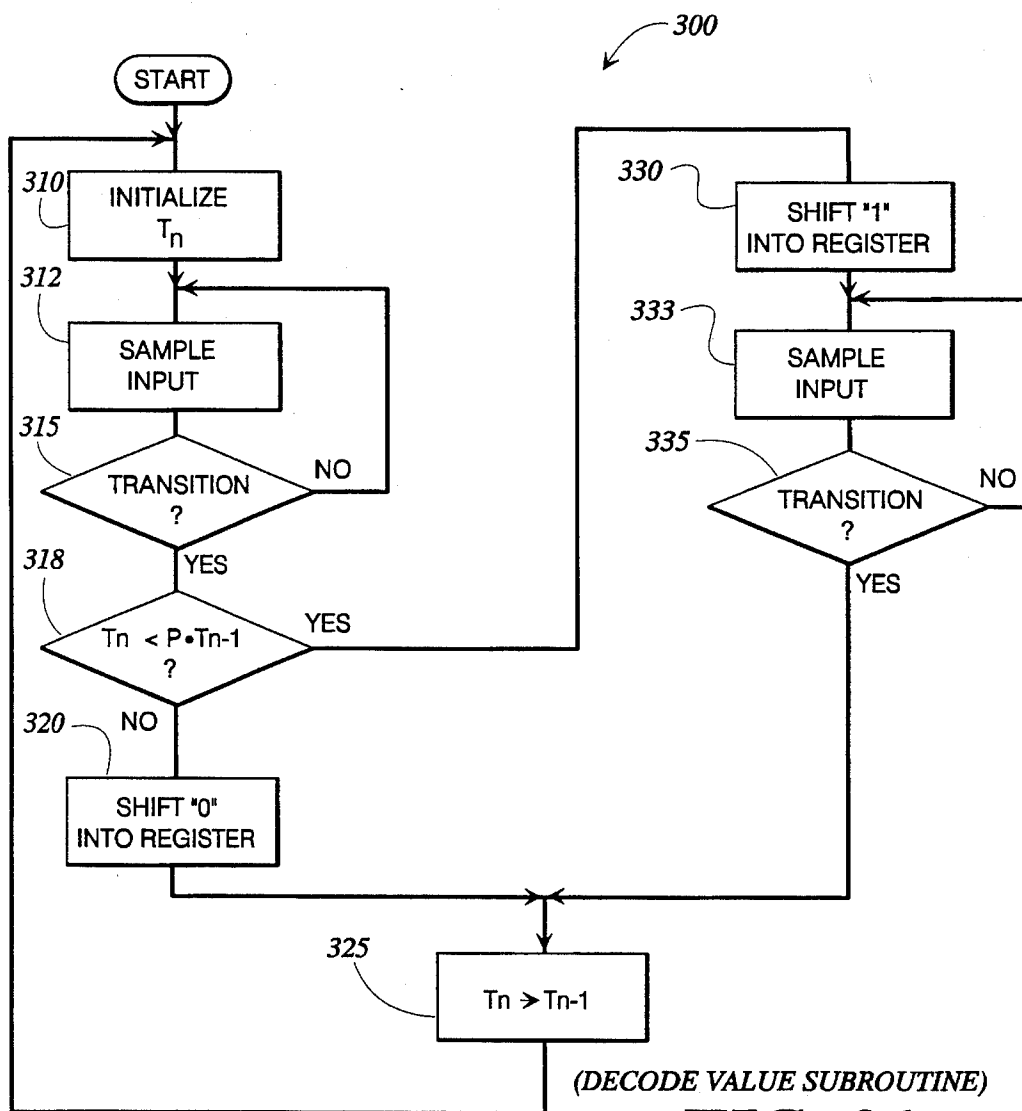 300
START
310
INITIALIZE
Tn
312
SAMPLE
INPUT
315
TRANSITION
?
NO
YES
318
Tn < P•Tn-1
?
YES
NO
320
SHIFT "0"
INTO REGISTER
330
SHIFT "1"
INTO REGISTER
333
SAMPLE
INPUT
335
TRANSITION
?
NO
YES
325
Tn → Tn-1
(DECODE VALUE SUBROUTINE)